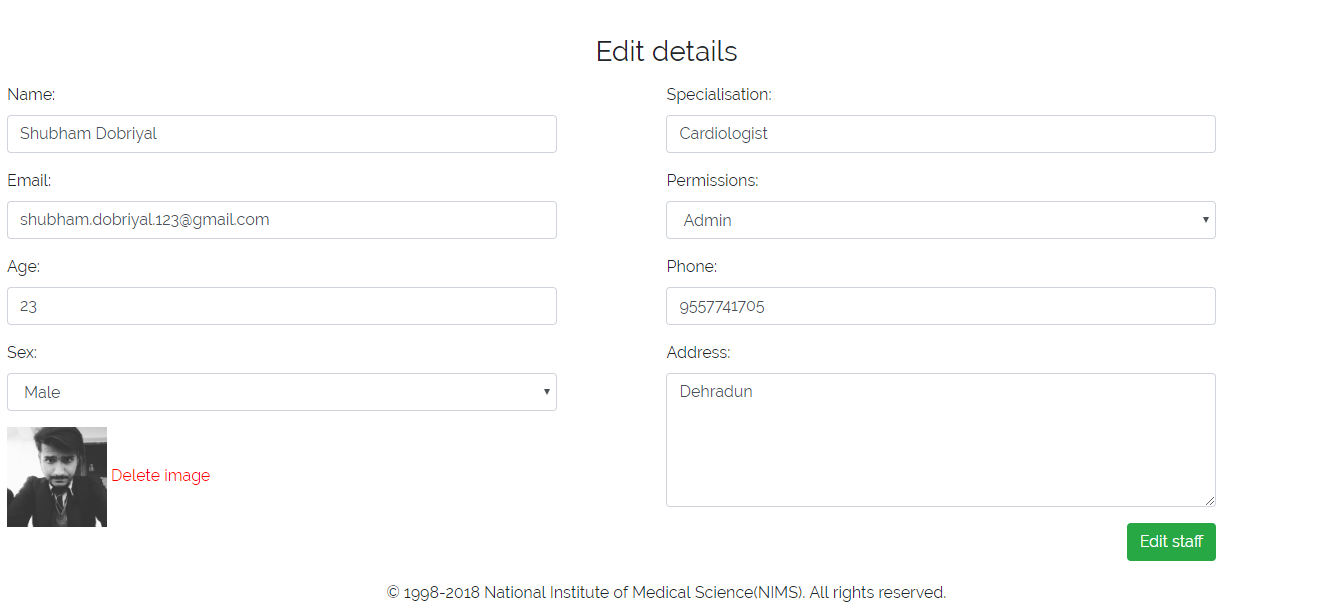 Edit details
Name:
Shubham Dobriyal
Email:
shubham.dobriyal.123@gmail.com
Age:
23
Sex:
Male
Delete image
Specialisation:
Cardiologist
Permissions:
Admin
Phone:
9557741705
Address:
Dehradun
Edit staff
© 1998-2018 National Institute of Medical Science(NIMS). All rights reserved.